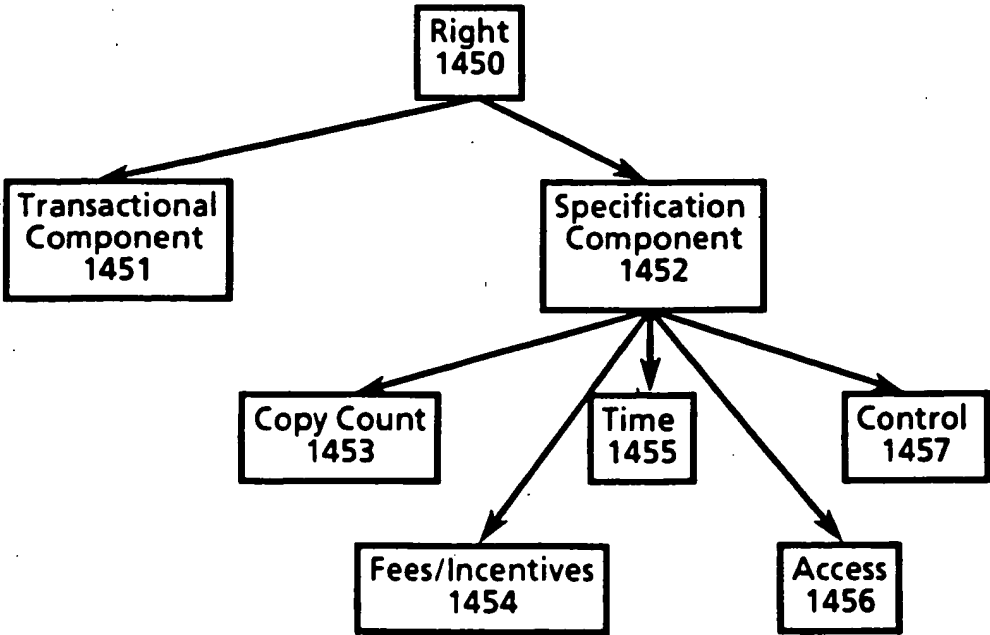 Right
1450
Transactional
Component
1451
Specification
Component
1452
Copy Count
1453
Time
1455
Control
1457
Fees/Incentives
1454
Access
1456